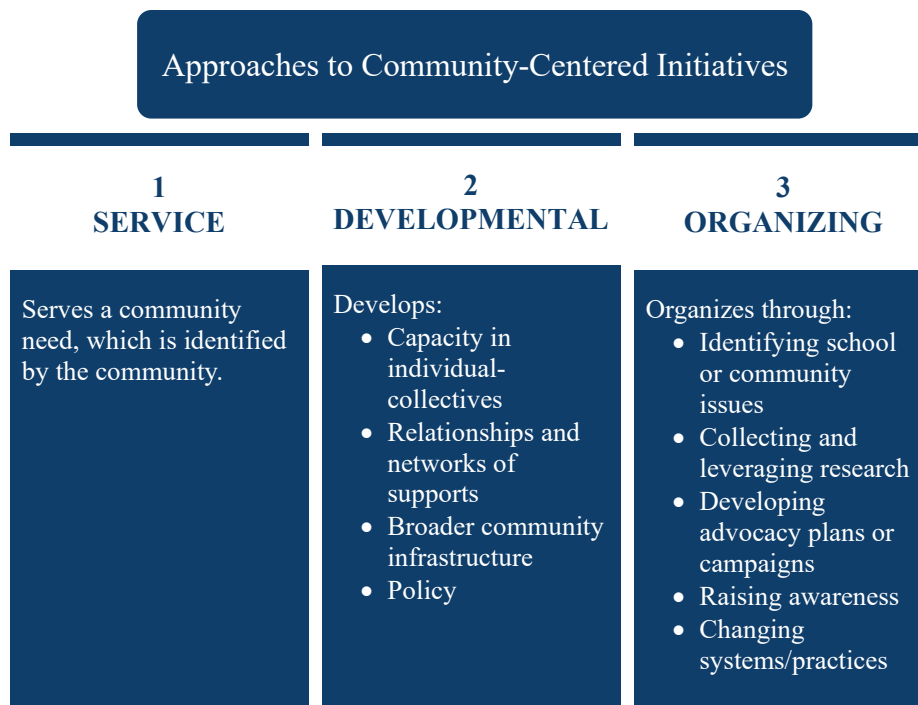 Approaches to Community-Centered Initiatives
1
SERVICE
Serves a community
need, which is identified
by the community.
2
DEVELOPMENTAL
Develops:
• Capacity in
individual-
collectives
• Relationships and
networks of
supports
• Broader community
infrastructure
• Policy
3
ORGANIZING
Organizes through:
• Identifying school
or community
issues
• Collecting and
leveraging research
• Developing
advocacy plans or
campaigns
• Raising awareness
• Changing
systems/practices